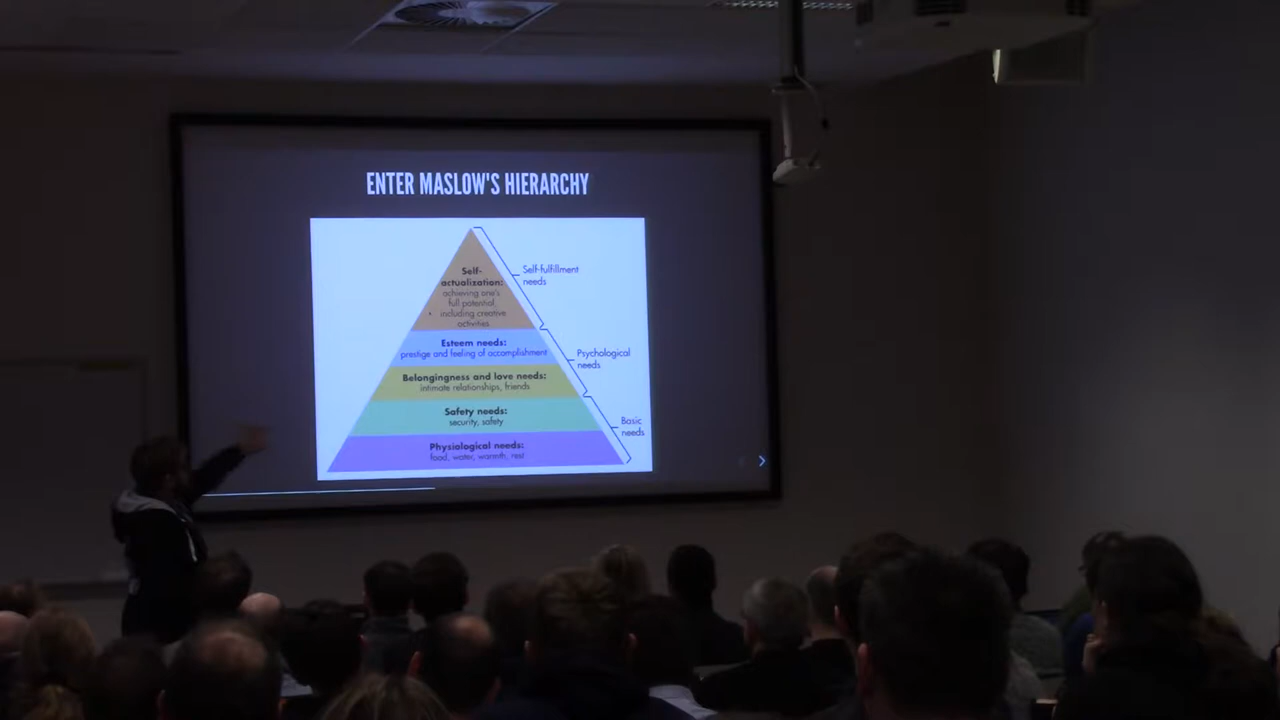 ENTER MASLOW'S HIERARCHY
Self-
actualization:
achieving one's
full potential,
including creative
activities
Self-fulfillment
needs
Esteem needs:
prestige and feeling of accomplishment
Psychological
needs
Belongingness and love needs:
intimate relationships, friends
Safety needs:
security, safety
Basic
needs
Physiological needs:
food, water, warmth, rest